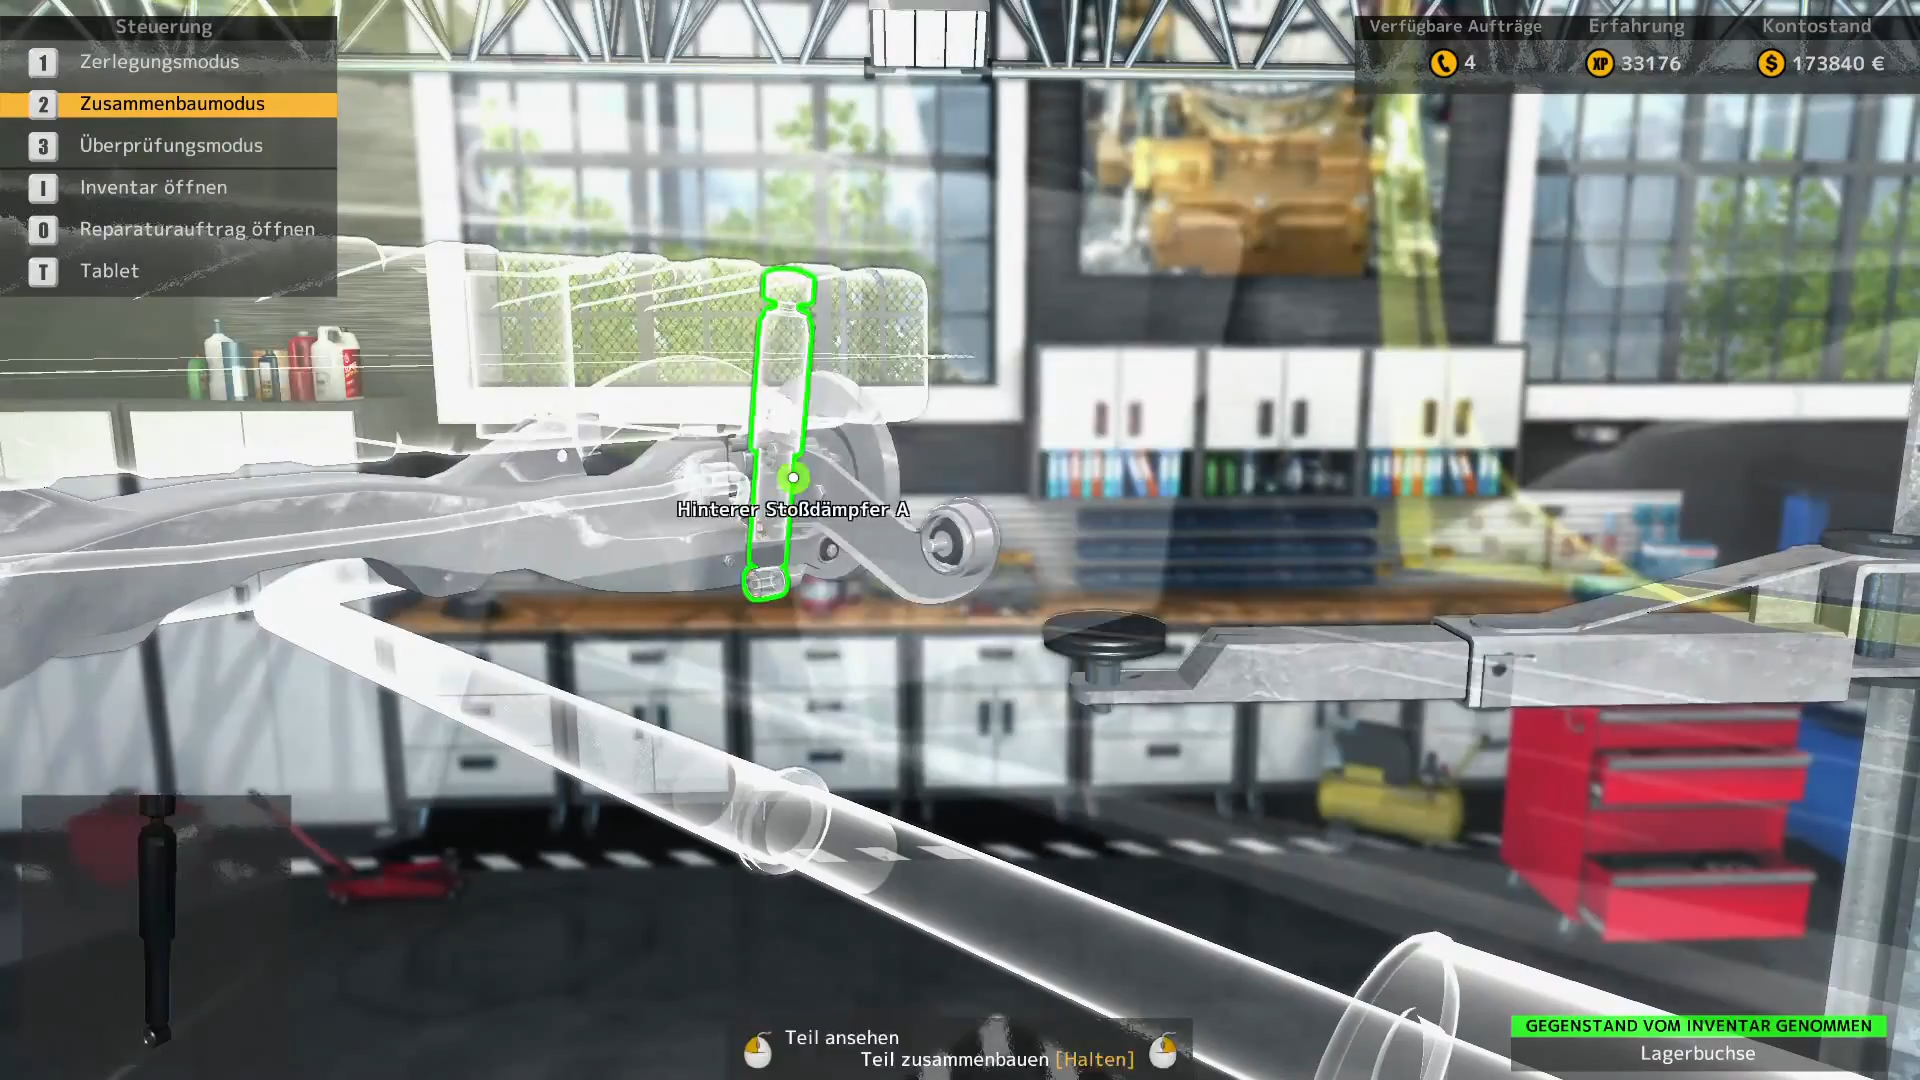 Steuerung
1 Zerlegungsmodus
2 Zusammenbaumodus
3 Überprüfungsmodus
I Inventar öffnen
O Reparaturauftrag öffnen
T Tablet
Verfügbare Aufträge
4
Erfahrung
XP 33176
Kontostand
$ 173840 €
Hinterer Stoßdämpfer A
Teil ansehen
Teil zusammenbauen [Halten]
GEGENSTAND VOM INVENTAR GENOMMEN
Lagerbuchse